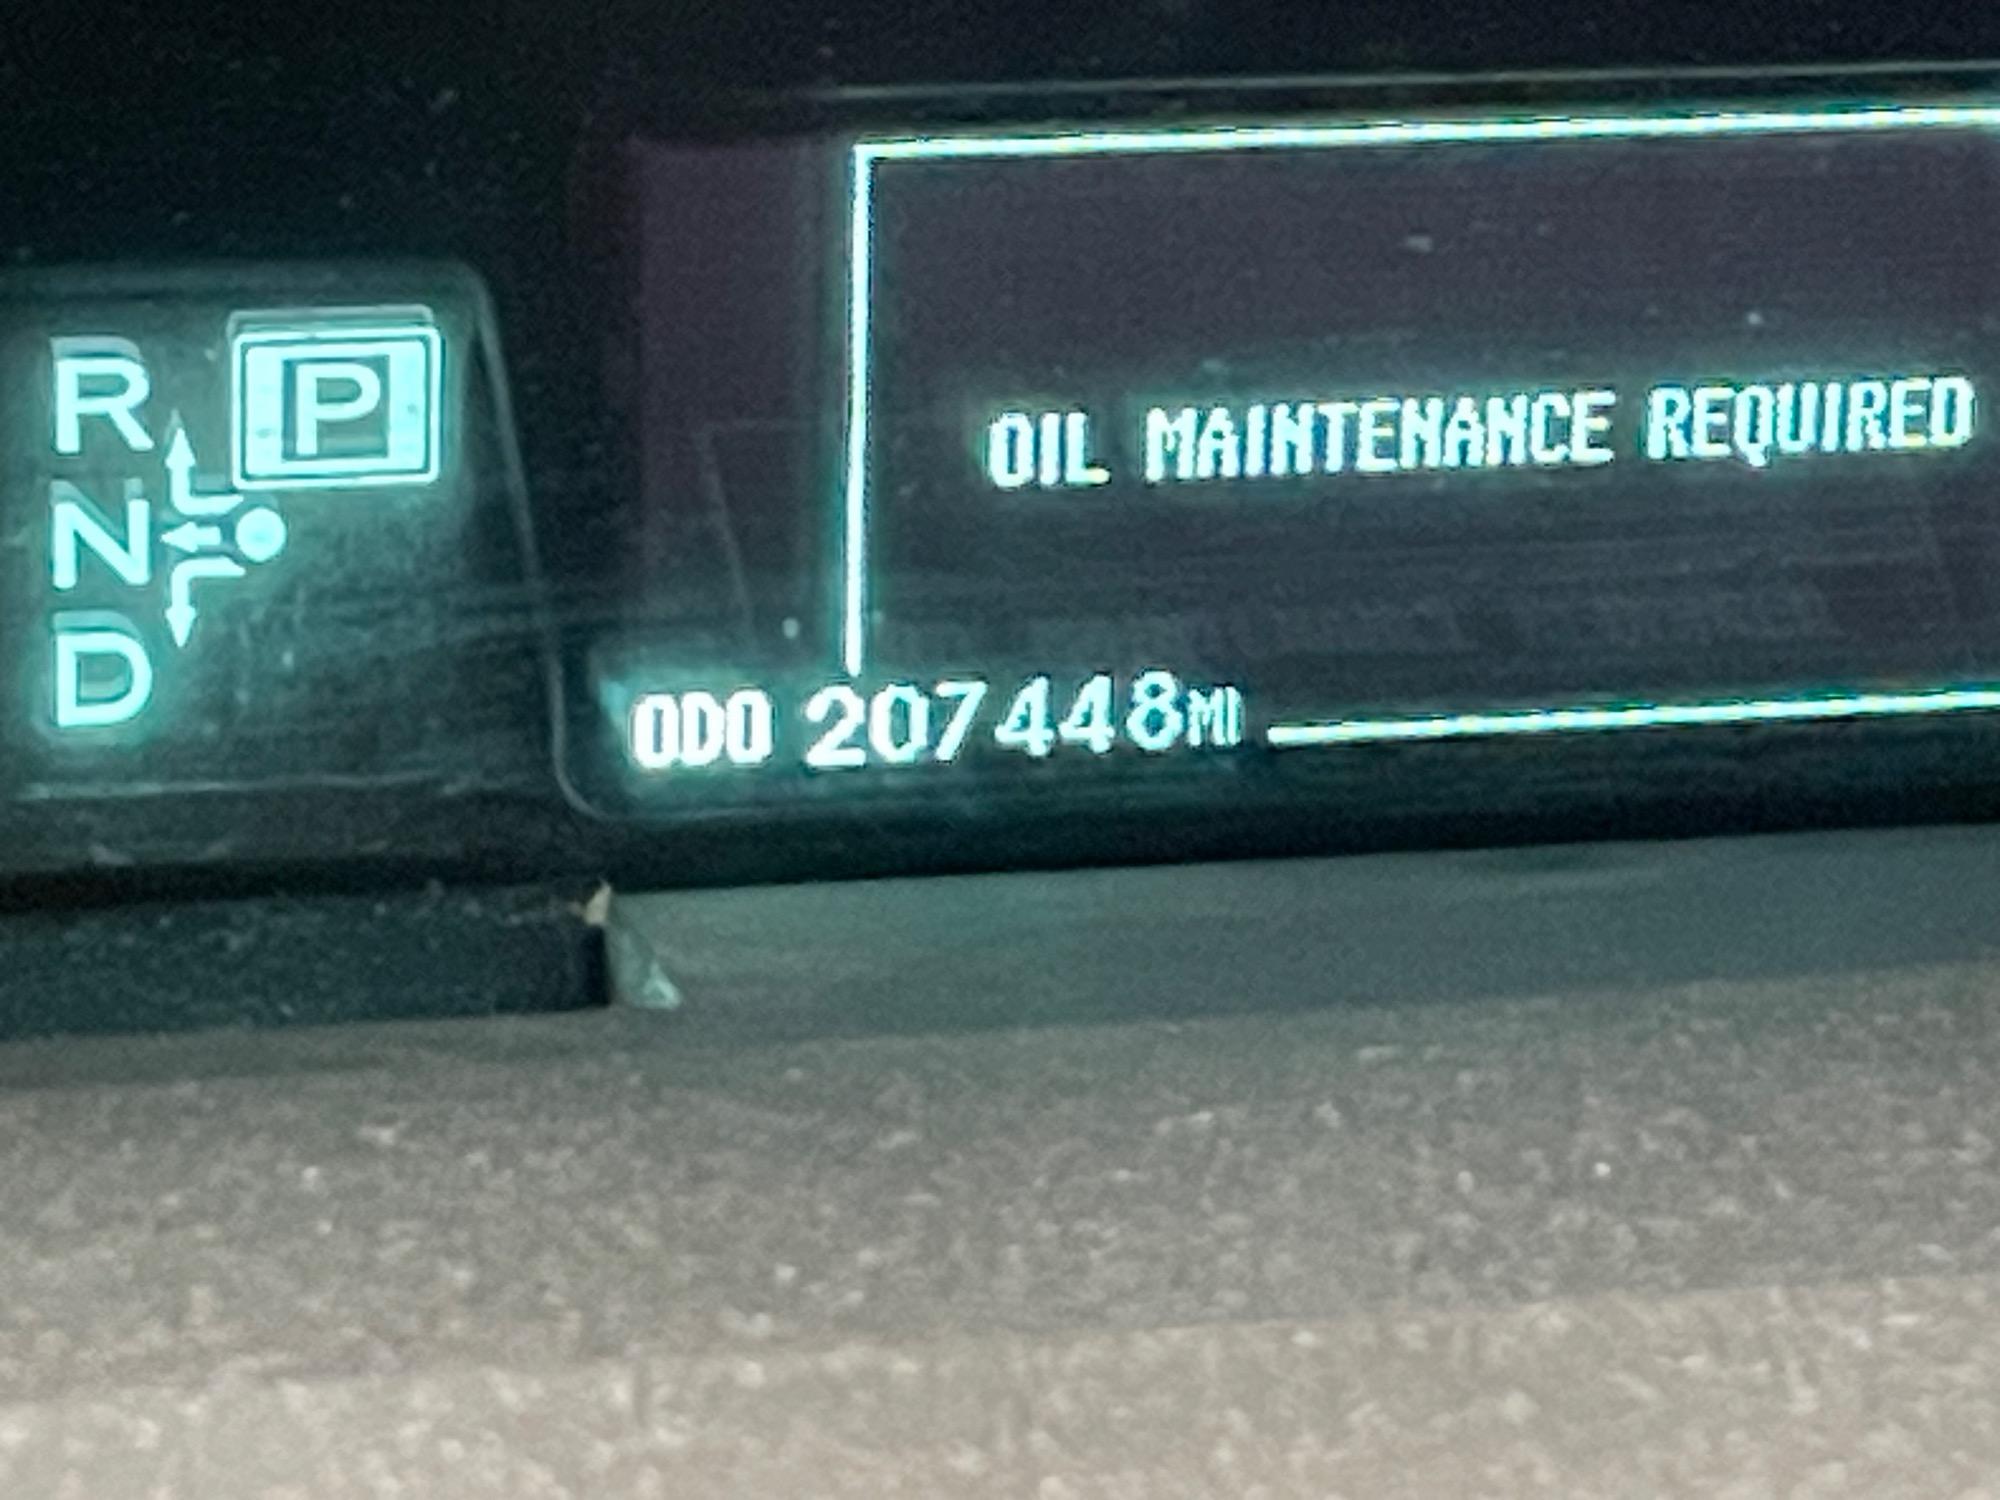 P
R
N
D
OIL MAINTENANCE REQUIRED
ODO 207448MI